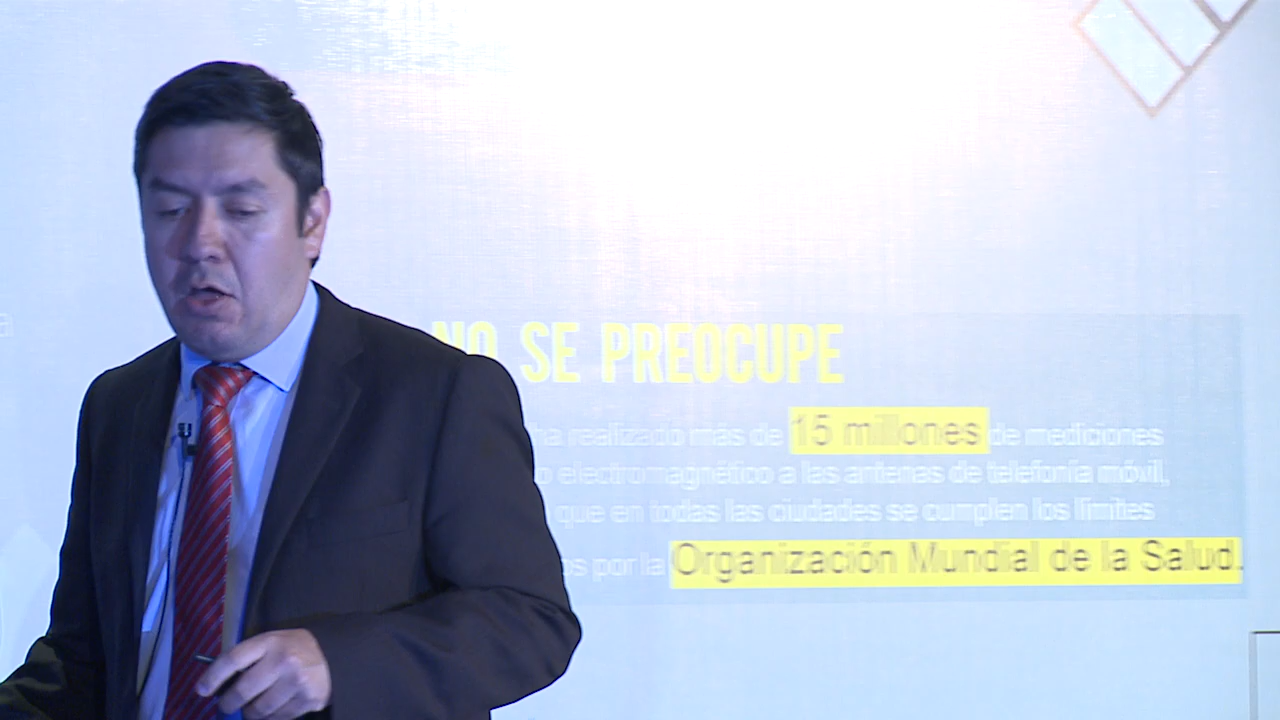 NO SE PREOCUPE
ha realizado más de 15 millones de mediciones
electromagnético a las antenas de telefonía móvil,
que en todas las ciudades se cumplen los límites
por la Organización Mundial de la Salud.